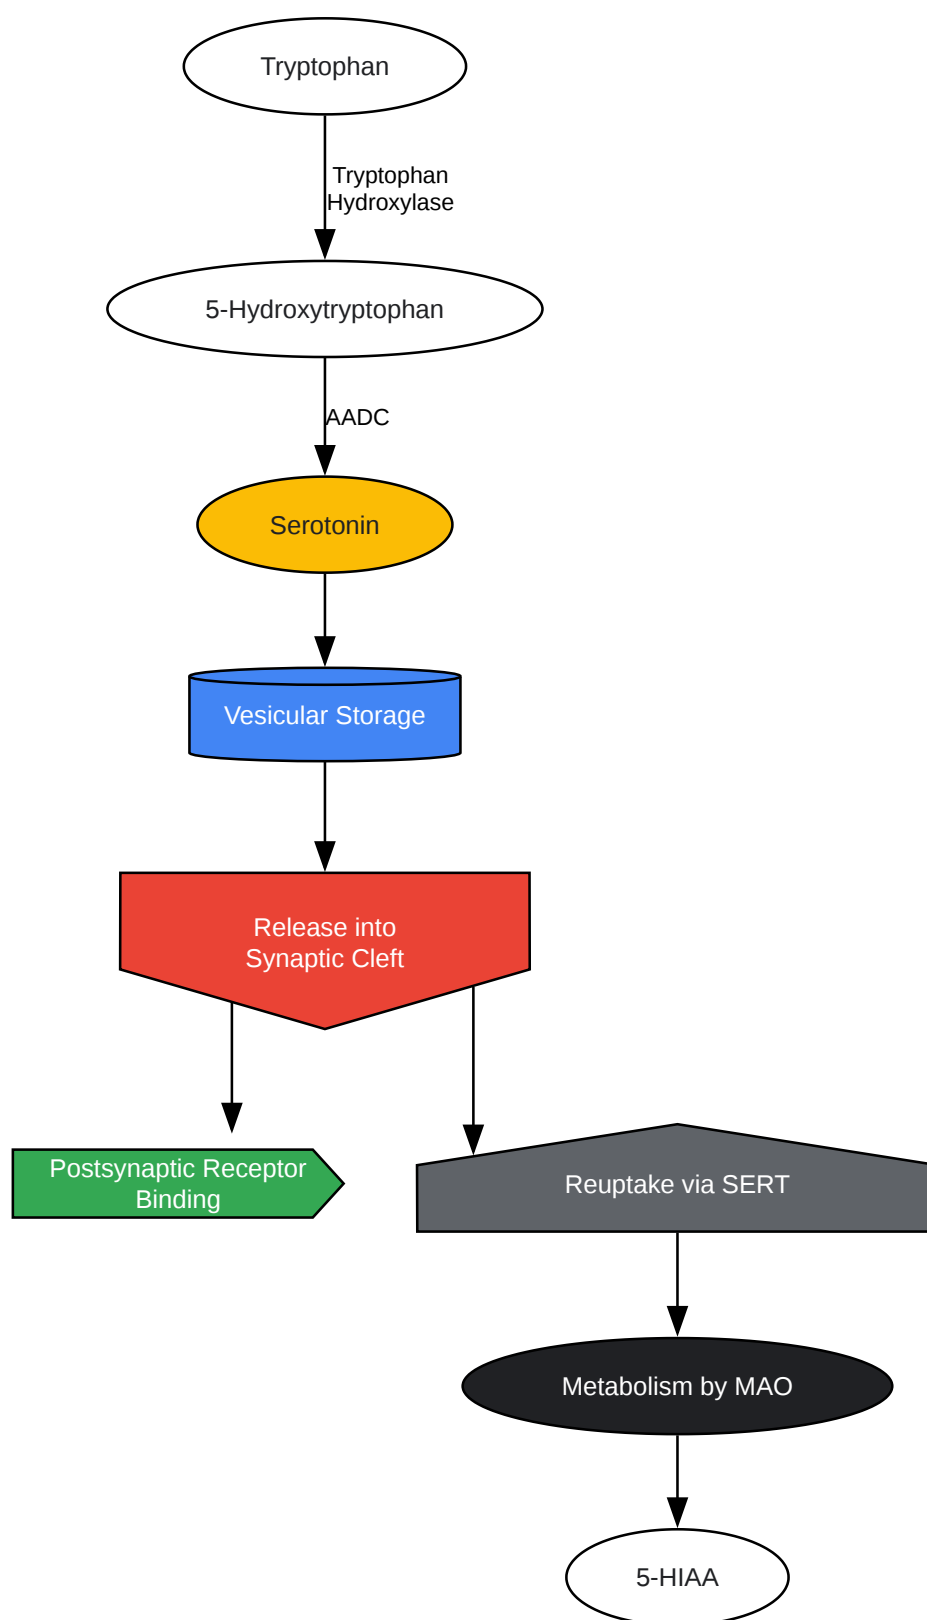 Tryptophan
Tryptophan
Hydroxylase
5-Hydroxytryptophan
AADC
Serotonin
Vesicular Storage
Release into
Synaptic Cleft
Postsynaptic Receptor
Binding
Reuptake via SERT
Metabolism by MAO
5-HIAA